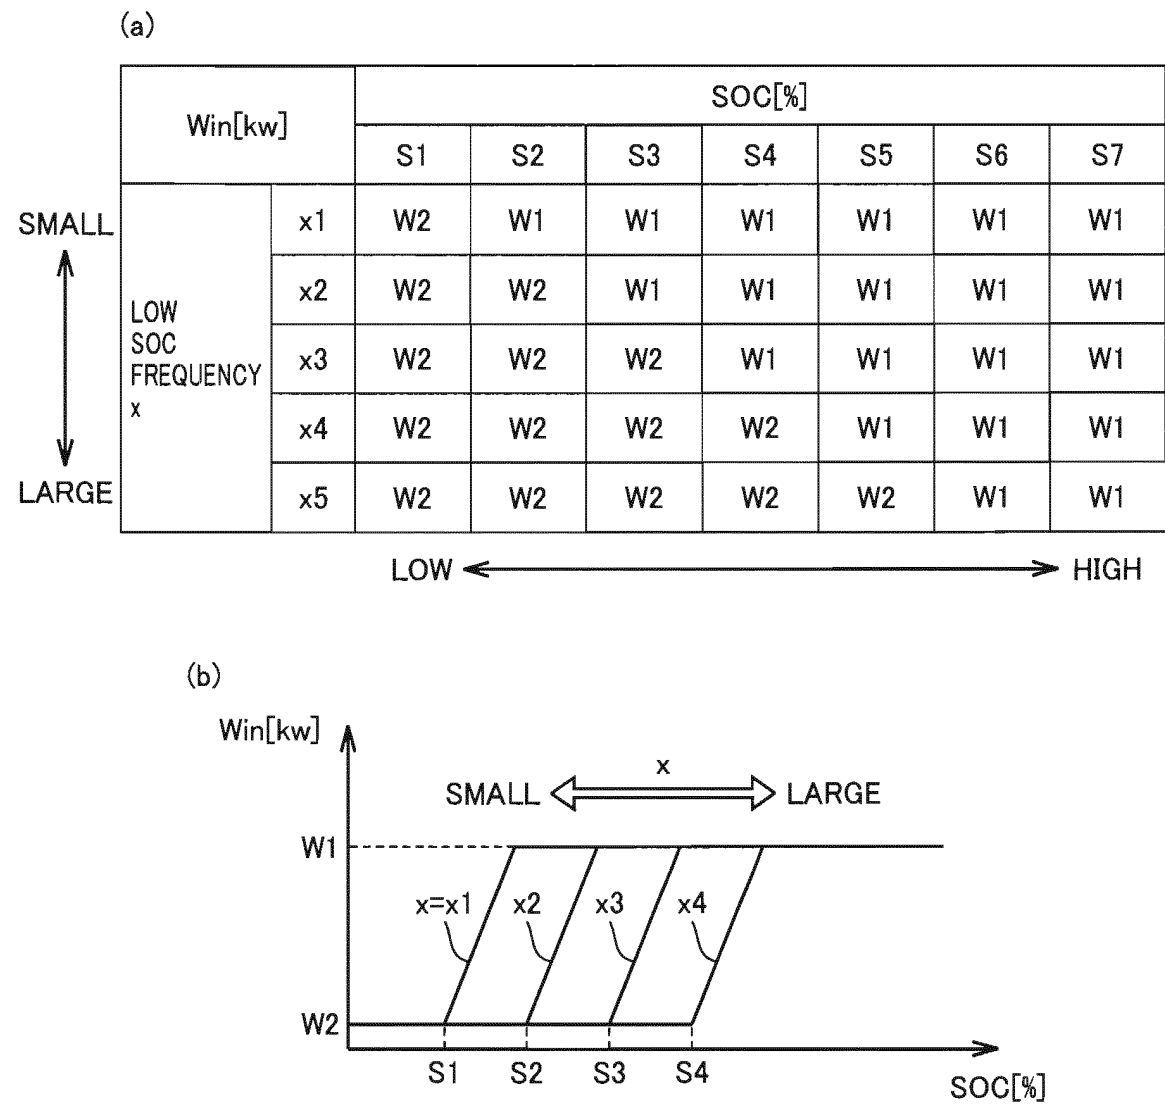 (a)
Win[kw] SOC[%]
S1 S2 S3 S4 S5 S6 S7
SMALL x1 W2 W1 W1 W1 W1 W1 W1
x2 W2 W2 W1 W1 W1 W1 W1
LOW
SOC
FREQUENCY
x
x3 W2 W2 W2 W1 W1 W1 W1
x4 W2 W2 W2 W2 W1 W1 W1
LARGE x5 W2 W2 W2 W2 W2 W1 W1
LOW HIGH
(b)
Win[kw]
x
SMALL LARGE
W1
x=x1 x2 x3 x4
W2
S1 S2 S3 S4
SOC[%]